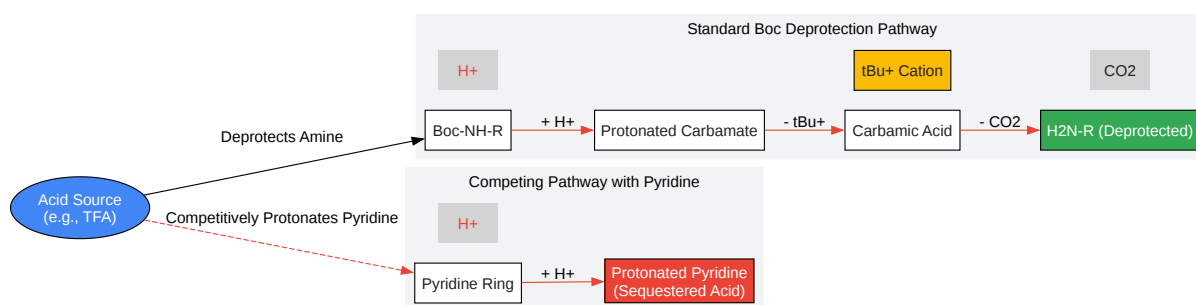 Standard Boc Deprotection Pathway
H+
tBu+ Cation
CO2
Boc-NH-R
+ H+
Protonated Carbamate
- tBu+
Carbamic Acid
- CO2
H2N-R (Deprotected)
Deprotects Amine
Acid Source
(e.g., TFA)
Competitively Protonates Pyridine
Competing Pathway with Pyridine
H+
Pyridine Ring
+ H+
Protonated Pyridine
(Sequestered Acid)